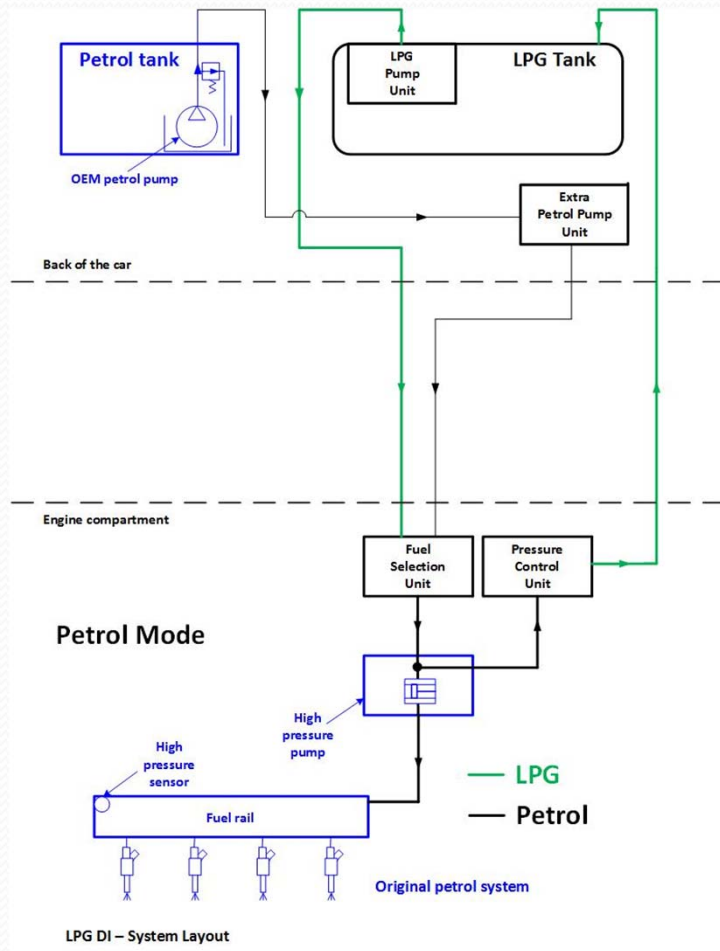 Petrol tank
LPG
Pump
Unit
LPG Tank
OEM petrol pump
Extra
Petrol Pump
Unit
Back of the car
Engine compartment
Fuel
Selection
Unit
Pressure
Control
Unit
Petrol Mode
High
pressure
pump
High
pressure
sensor
LPG
Petrol
Fuel rail
Original petrol system
LPG DI – System Layout